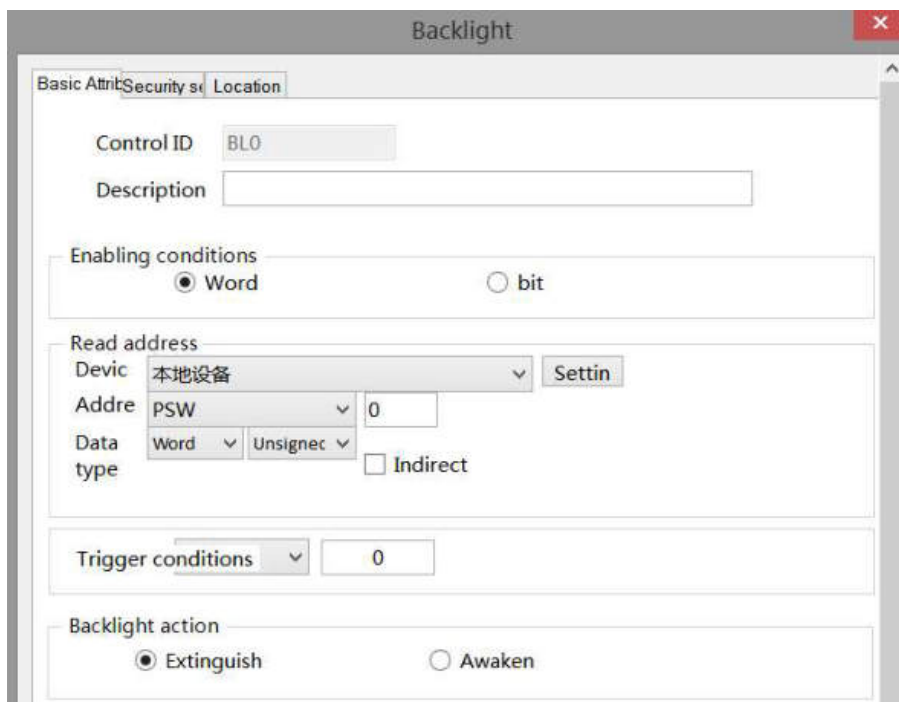 Backlight
Basic Attrib Security se Location
Control ID BL0
Description
Enabling conditions
Word bit
Read address
Devic 本地设备 Settin
Addre PSW 0
Data type Word Unsigned
Indirect
Trigger conditions 0
Backlight action
Extinguish Awaken